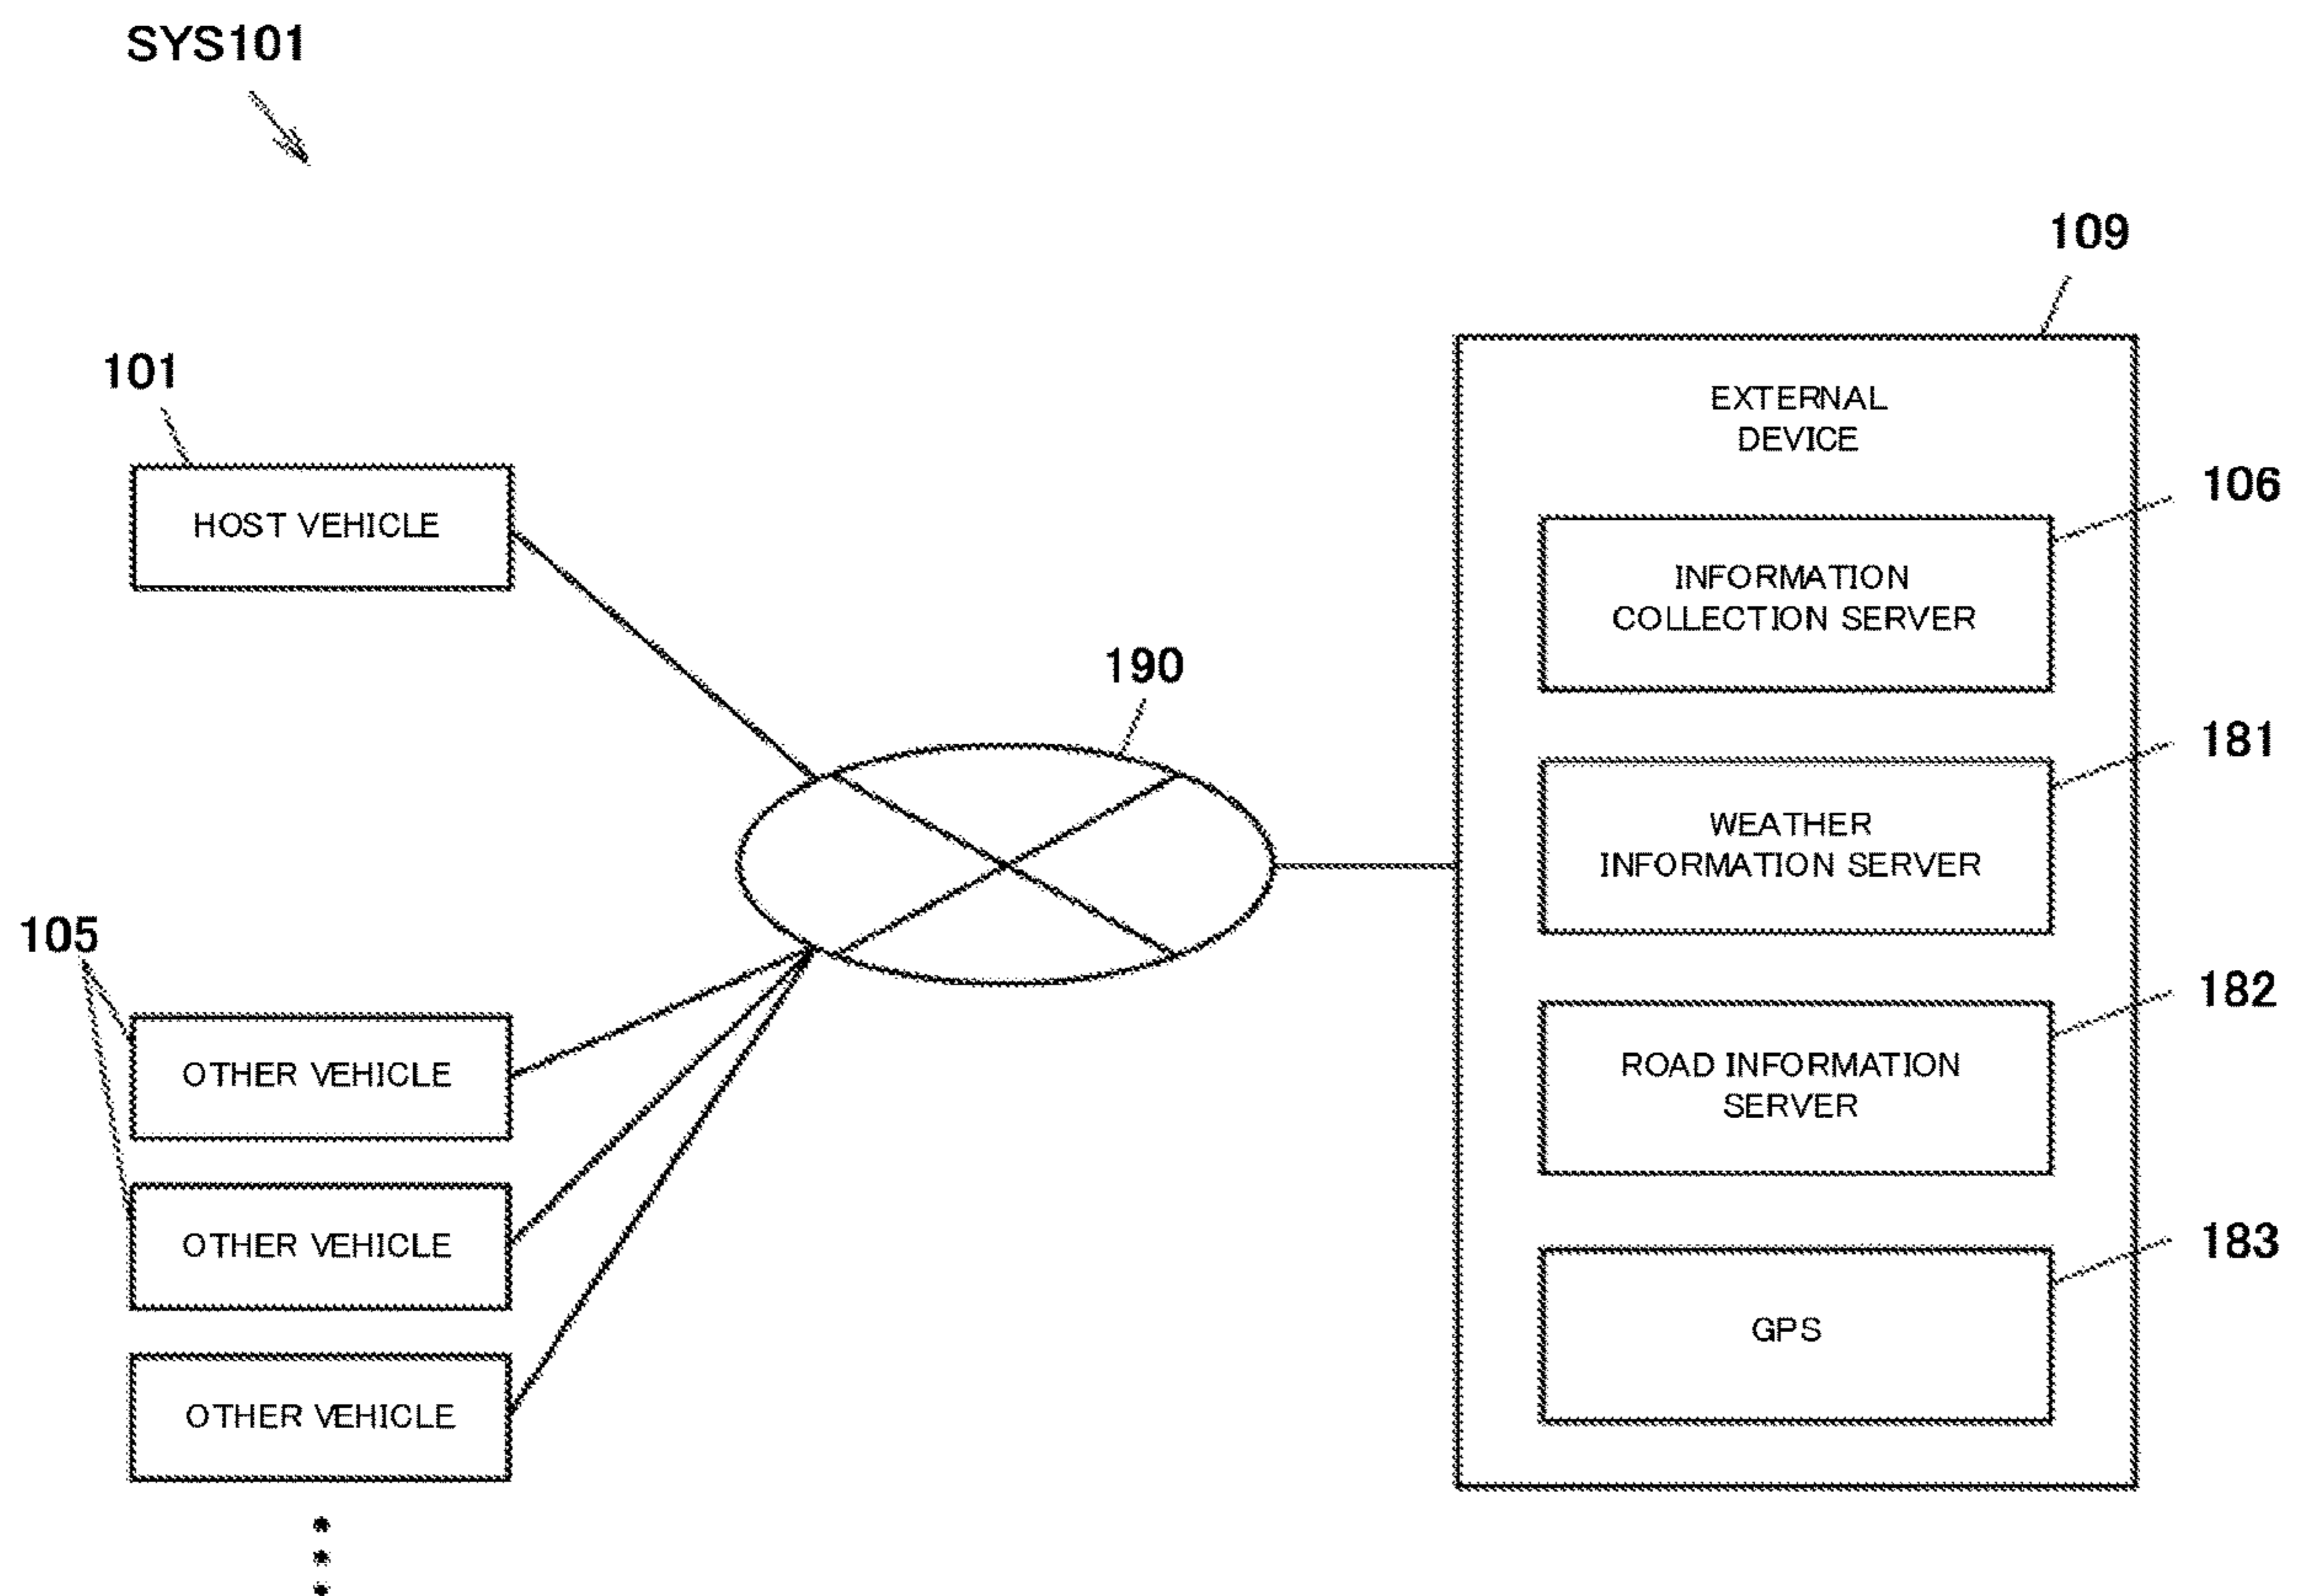 SYS101
109
101
EXTERNAL
DEVICE
106
HOST VEHICLE
INFORMATION
COLLECTION SERVER
190
181
WEATHER
INFORMATION SERVER
105
182
OTHER VEHICLE
ROAD INFORMATION
SERVER
OTHER VEHICLE
183
GPS
OTHER VEHICLE